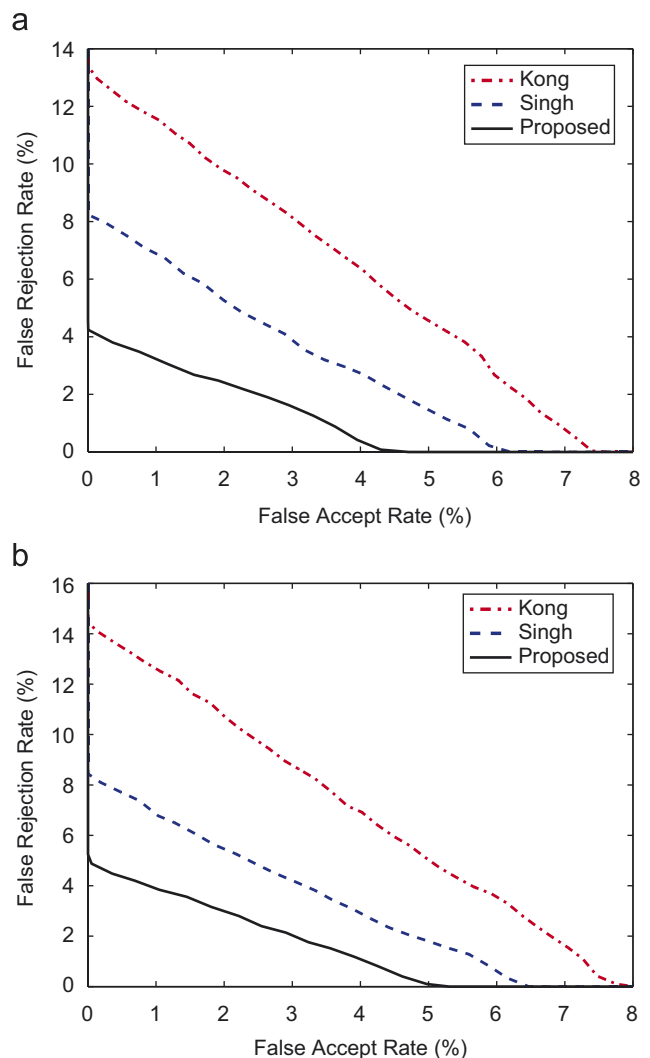 a
14
12
10
8
6
4
2
0
False Rejection Rate (%)
Kong
Singh
Proposed
0 1 2 3 4 5 6 7 8
False Accept Rate (%)
b
16
14
12
10
8
6
4
2
0
False Rejection Rate (%)
Kong
Singh
Proposed
0 1 2 3 4 5 6 7 8
False Accept Rate (%)